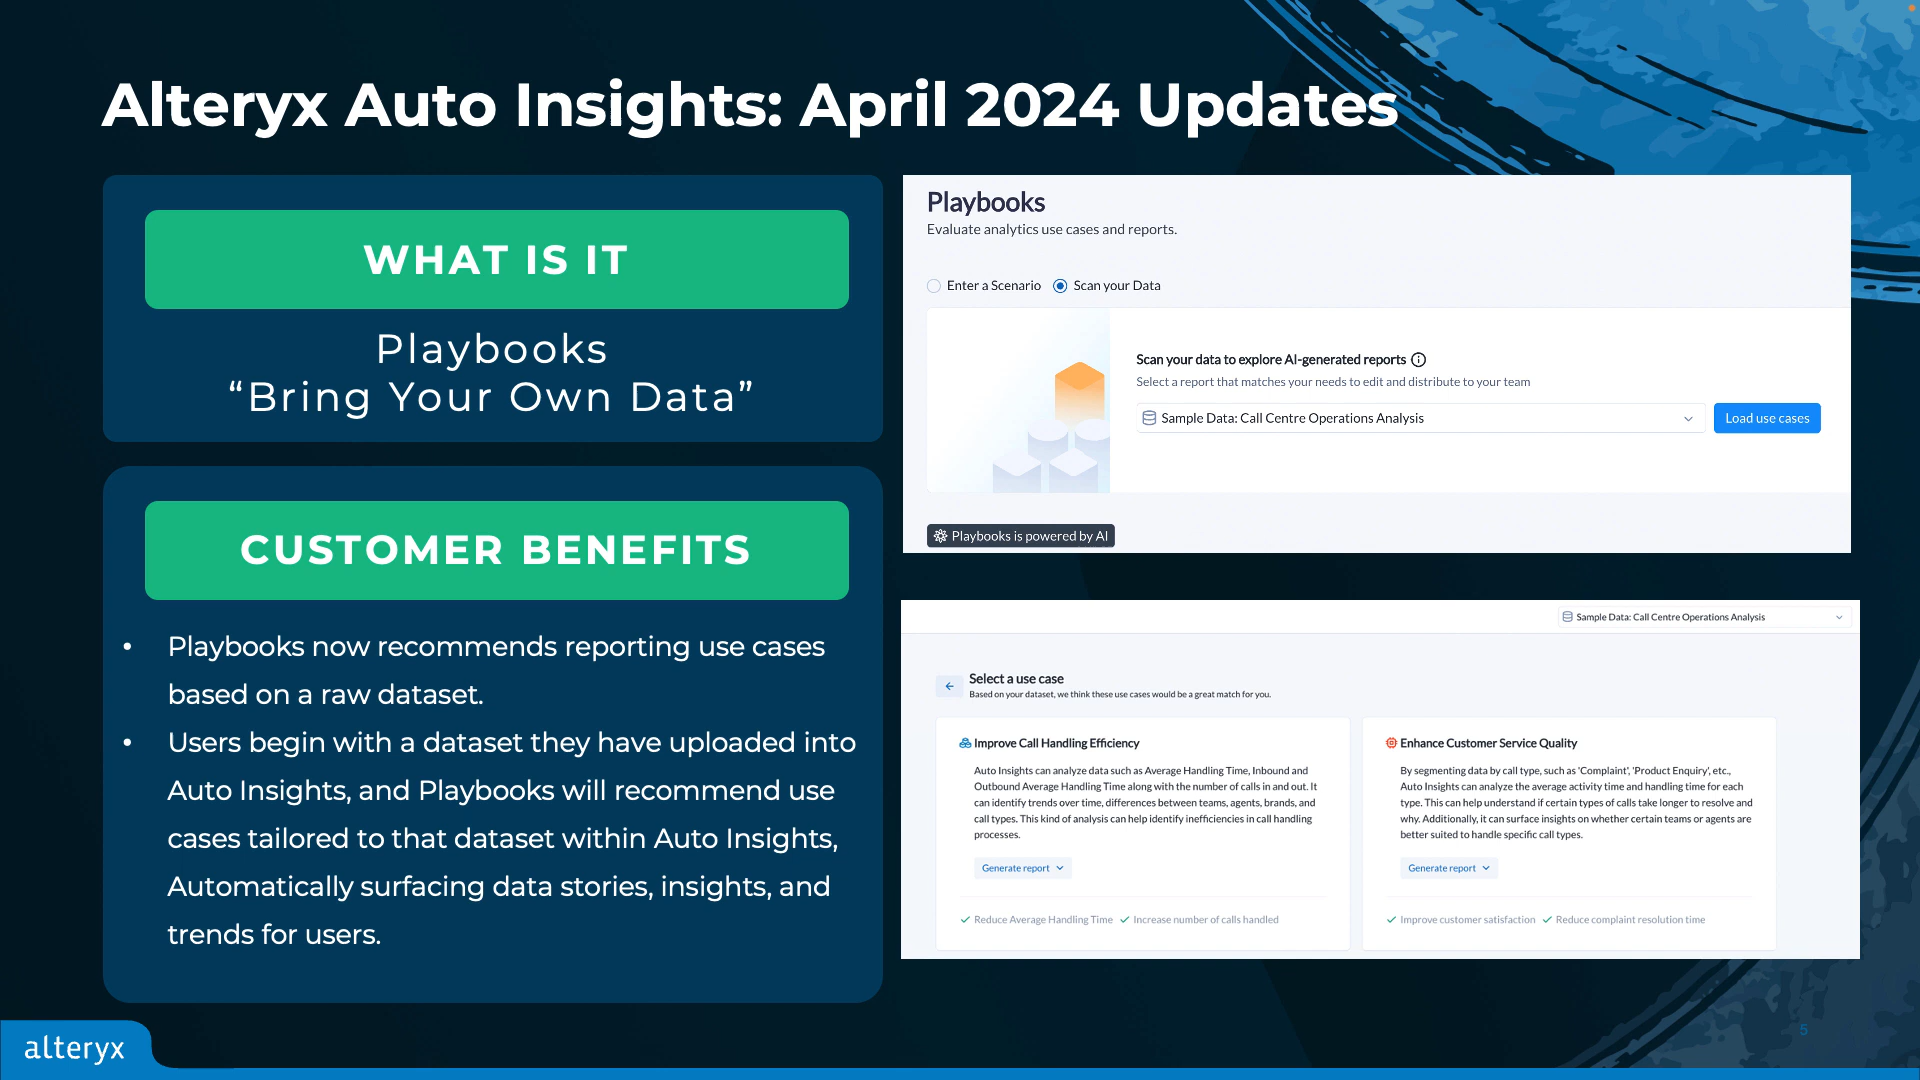 Alteryx Auto Insights: April 2024 Updates
WHAT IS IT
Playbooks
“Bring Your Own Data”
CUSTOMER BENEFITS
• Playbooks now recommends reporting use cases
based on a raw dataset.
• Users begin with a dataset they have uploaded into
Auto Insights, and Playbooks will recommend use
cases tailored to that dataset within Auto Insights,
Automatically surfacing data stories, insights, and
trends for users.
Playbooks
Evaluate analytics use cases and reports.
Enter a Scenario Scan your Data
Scan your data to explore AI-generated reports
Select a report that matches your needs to edit and distribute to your team
Sample Data: Call Centre Operations Analysis Load use cases
Playbooks is powered by AI
Sample Data: Call Centre Operations Analysis
Select a use case
Based on your dataset, we think these use cases would be a great match for you.
Improve Call Handling Efficiency
Auto Insights can analyze data such as Average Handling Time, Inbound and
Outbound Average Handling Time along with the number of calls in and out. It
can identify trends over time, differences between teams, agents, brands, and
call types. This kind of analysis can help identify inefficiencies in call handling
processes.
Generate report
Reduce Average Handling Time Increase number of calls handled
Enhance Customer Service Quality
By segmenting data by call type, such as 'Complaint', 'Product Enquiry', etc.,
Auto Insights can analyze the average activity time and handling time for each
type. This can help understand if certain types of calls take longer to resolve and
why. Additionally, it can surface insights on whether certain teams or agents are
better suited to handle specific call types.
Generate report
Improve customer satisfaction Reduce complaint resolution time
5
alteryx